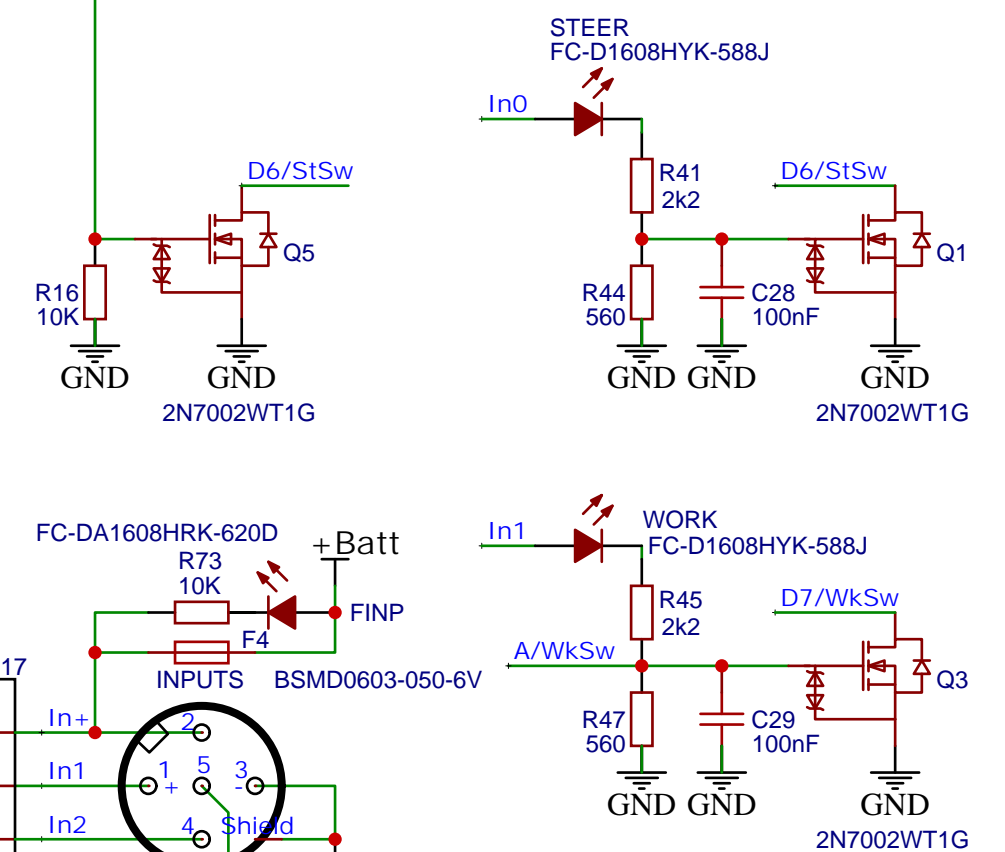 STEER
FC-D1608HYK-588J
In0
R41
2k2
D6/StSw
Q5
R16
10K
GND
GND
2N7002WT1G
D6/StSw
Q1
R44
560
C28
100nF
GND
GND
GND
2N7002WT1G
FC-DA1608HRK-620D
R73
10K
+Batt
FINP
F4
INPUTS
BSMD0603-050-6V
17
In+
In1
In2
2
1
+
5
3
-
4
Shield
In1
WORK
FC-D1608HYK-588J
R45
2k2
D7/WkSw
A/WkSw
Q3
R47
560
C29
100nF
GND
GND
GND
2N7002WT1G